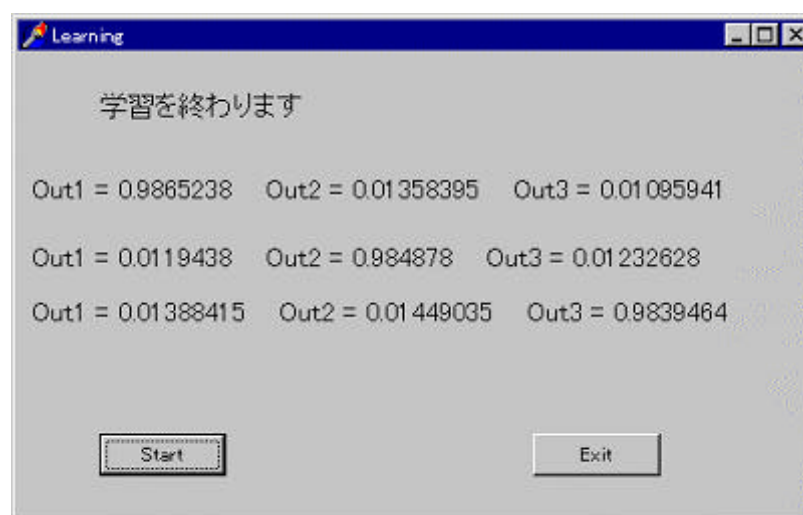 Learning
学習を終わります
Out1 = 0.9865238 Out2 = 0.01358395 Out3 = 0.01095941
Out1 = 0.0119438 Out2 = 0.984878 Out3 = 0.01232628
Out1 = 0.01388415 Out2 = 0.01449035 Out3 = 0.9839464
Start Exit